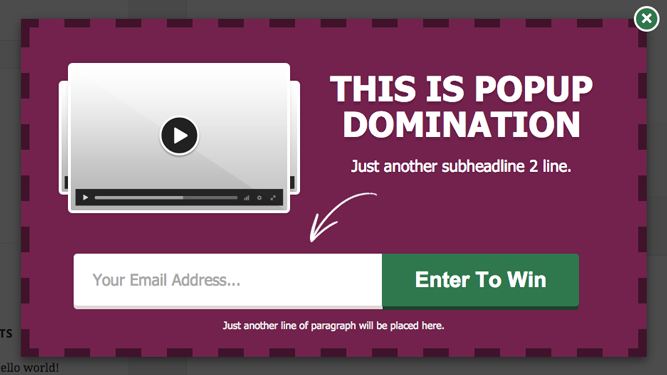 THIS IS POPUP
DOMINATION
Just another subheadline 2 line.
Your Email Address...
Enter To Win
Just another line of paragraph will be placed here.
TS
ello world!